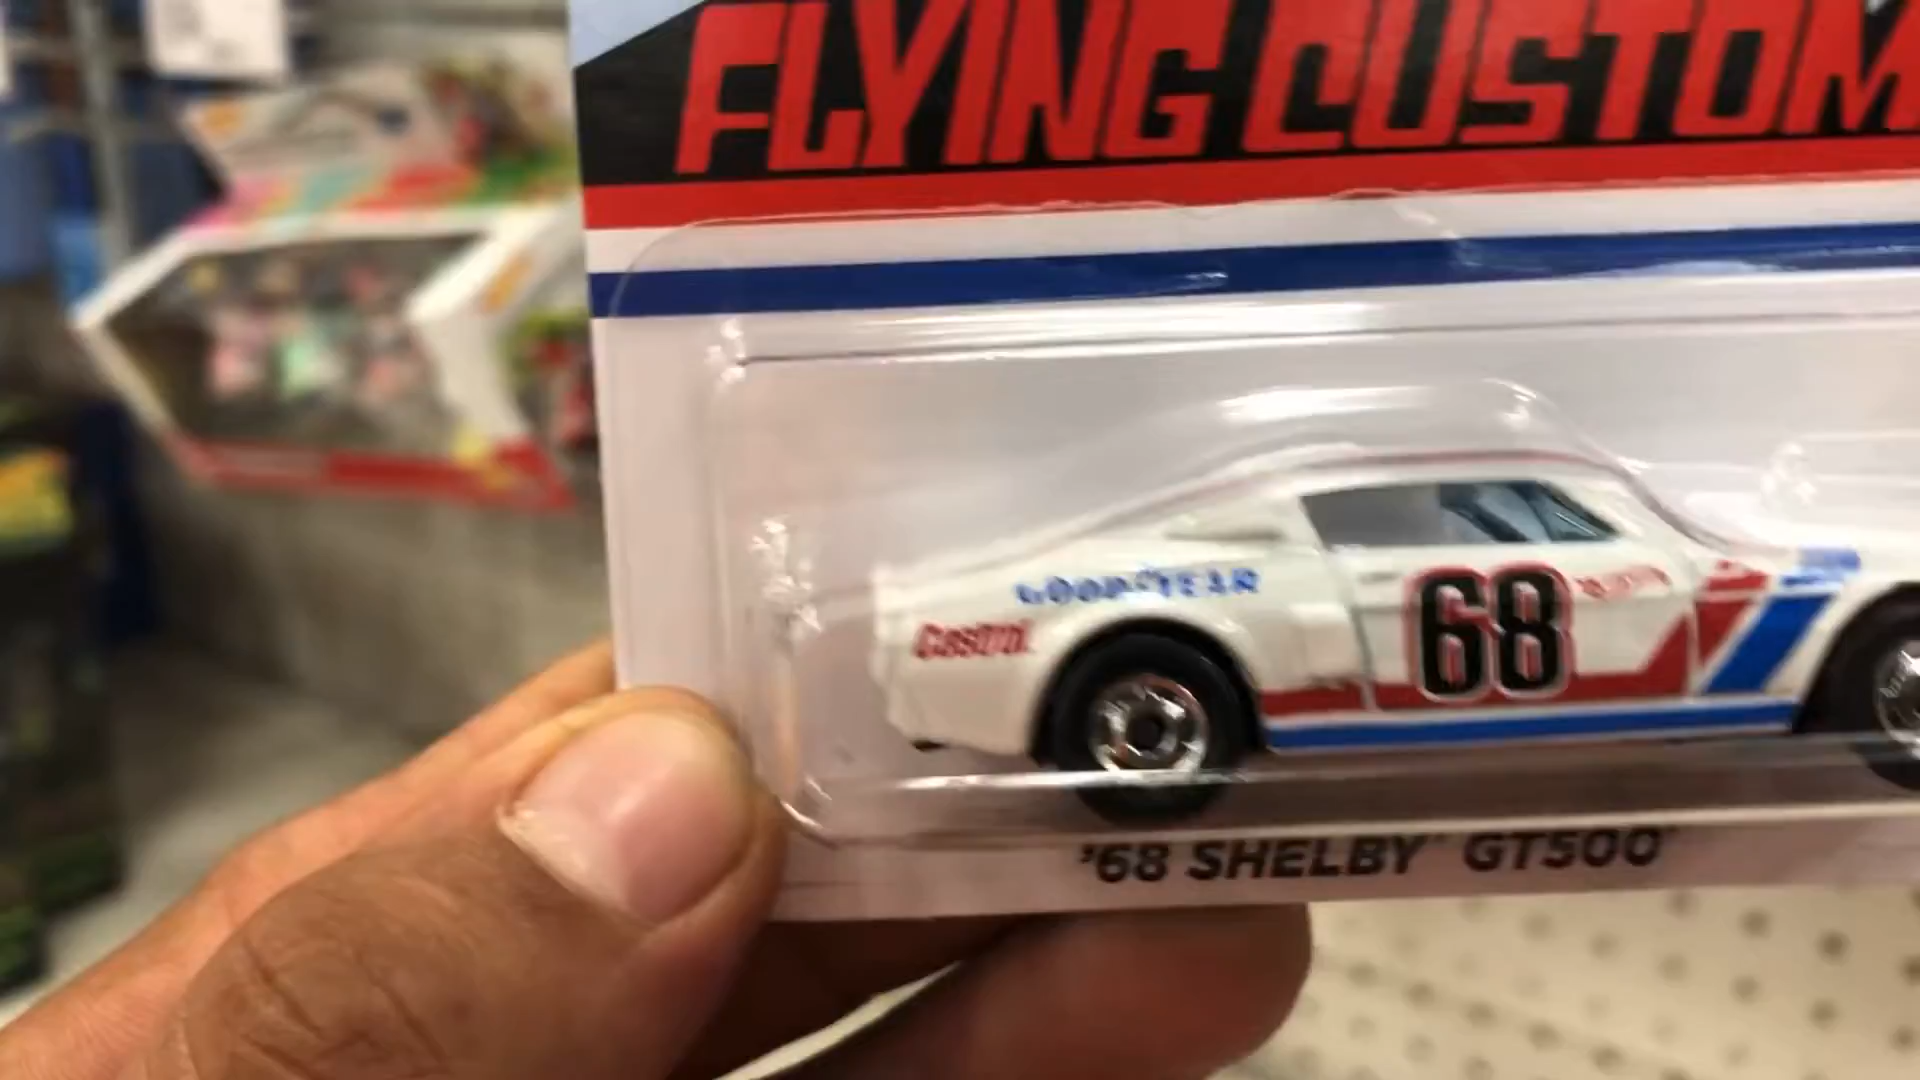 FLYING CUSTOM
GOODYEAR
Castrol
68
'68 SHELBY GT500